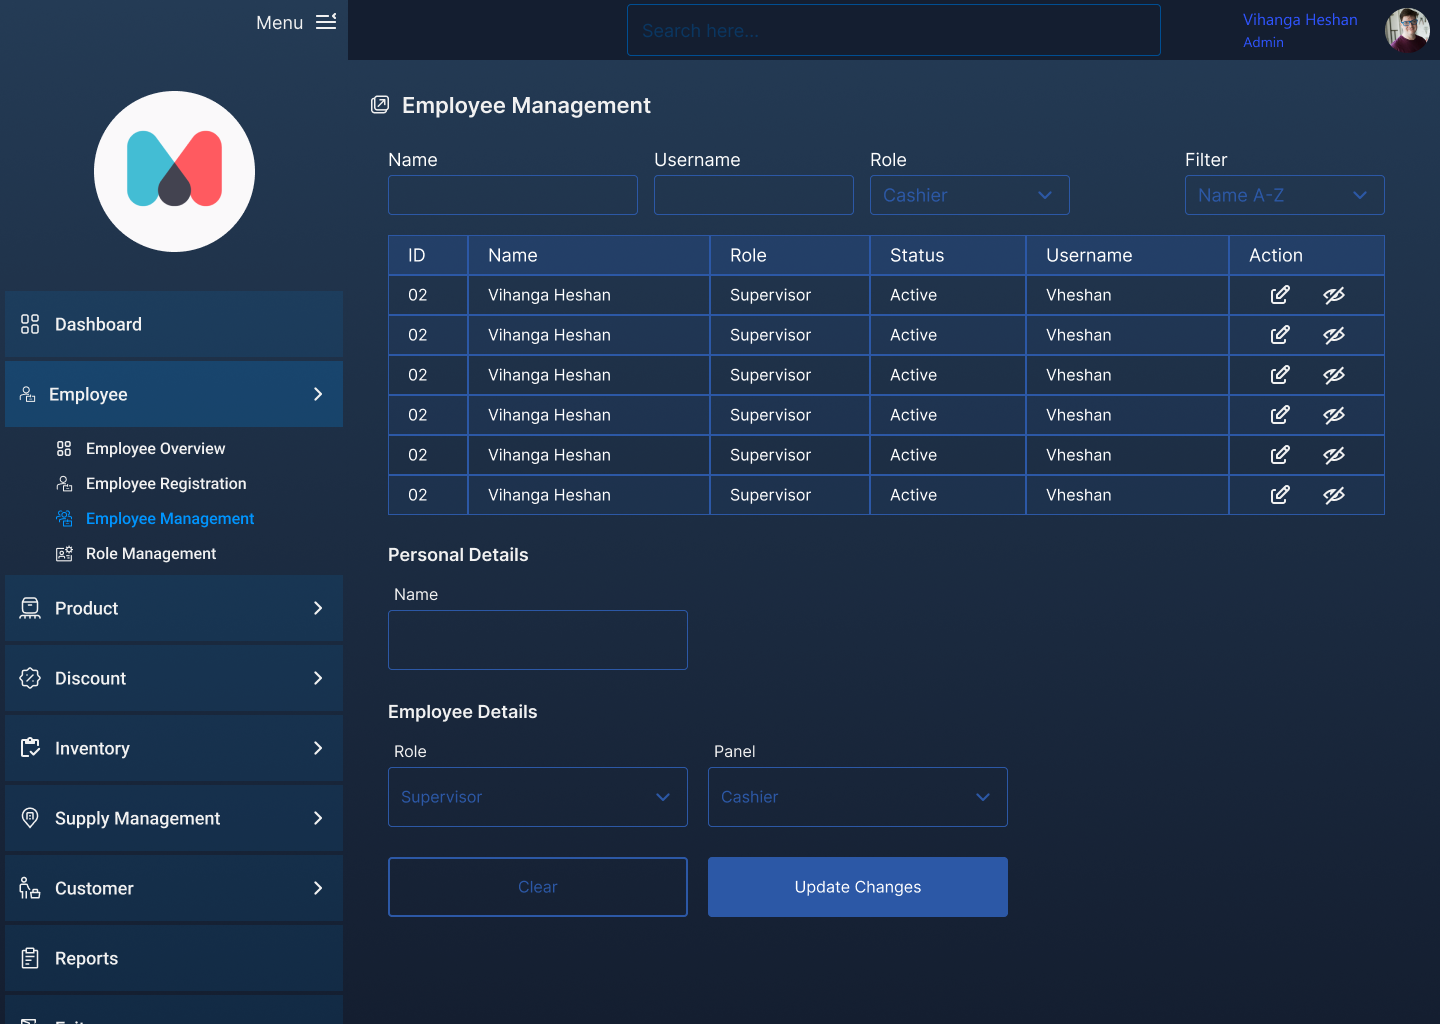 Menu
Search here...
Vihanga Heshan
Admin
Employee Management
Name Username Role Filter
Cashier Name A-Z
ID Name Role Status Username Action
02 Vihanga Heshan Supervisor Active Vheshan
02 Vihanga Heshan Supervisor Active Vheshan
02 Vihanga Heshan Supervisor Active Vheshan
02 Vihanga Heshan Supervisor Active Vheshan
02 Vihanga Heshan Supervisor Active Vheshan
02 Vihanga Heshan Supervisor Active Vheshan
Personal Details
Name
Employee Details
Role Panel
Supervisor Cashier
Clear Update Changes
Dashboard
Employee
Employee Overview
Employee Registration
Employee Management
Role Management
Product
Discount
Inventory
Supply Management
Customer
Reports